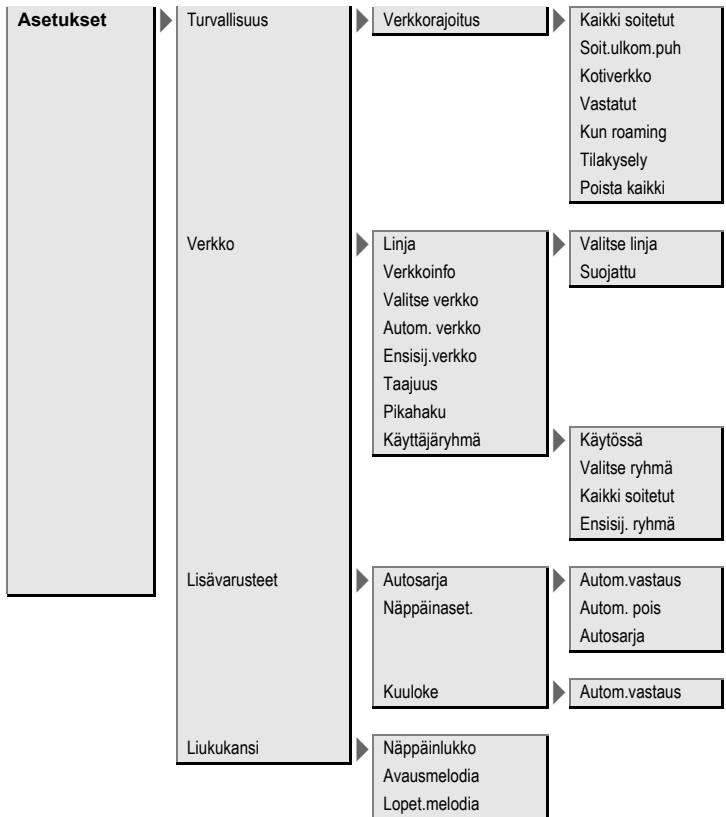 Asetukset
Turvallisuus
Verkkorajoitus
Kaikki soitetut
Soit.ulkom.puh
Kotiverkko
Vastatut
Kun roaming
Tilakysely
Poista kaikki
Verkko
Linja
Valitse linja
Suojattu
Verkkoinfo
Valitse verkko
Autom. verkko
Ensisij.verkko
Taajuus
Pikahaku
Käyttäjäryhmä
Käytössä
Valitse ryhmä
Kaikki soitetut
Ensisij. ryhmä
Lisävarusteet
Autosarja
Autom.vastaus
Autom. pois
Autosarja
Näppäinaset.
Kuuloke
Autom.vastaus
Liukukansi
Näppäinlukko
Avausmelodia
Lopet.melodia